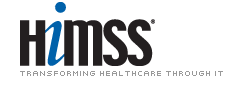 HiMSS®
TRANSFORMING HEALTHCARE THROUGH IT